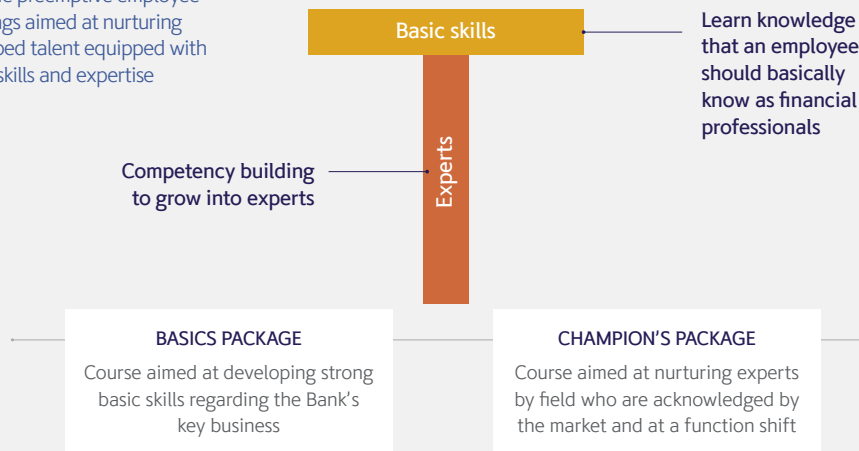 preemptive employee
aimed at nurturing
talent equipped with
skills and expertise
Basic skills
Learn knowledge
that an employee
should basically
know as financial
professionals
Competency building
to grow into experts
Experts
BASICS PACKAGE
Course aimed at developing strong
basic skills regarding the Bank's
key business
CHAMPION'S PACKAGE
Course aimed at nurturing experts
by field who are acknowledged by
the market and at a function shift